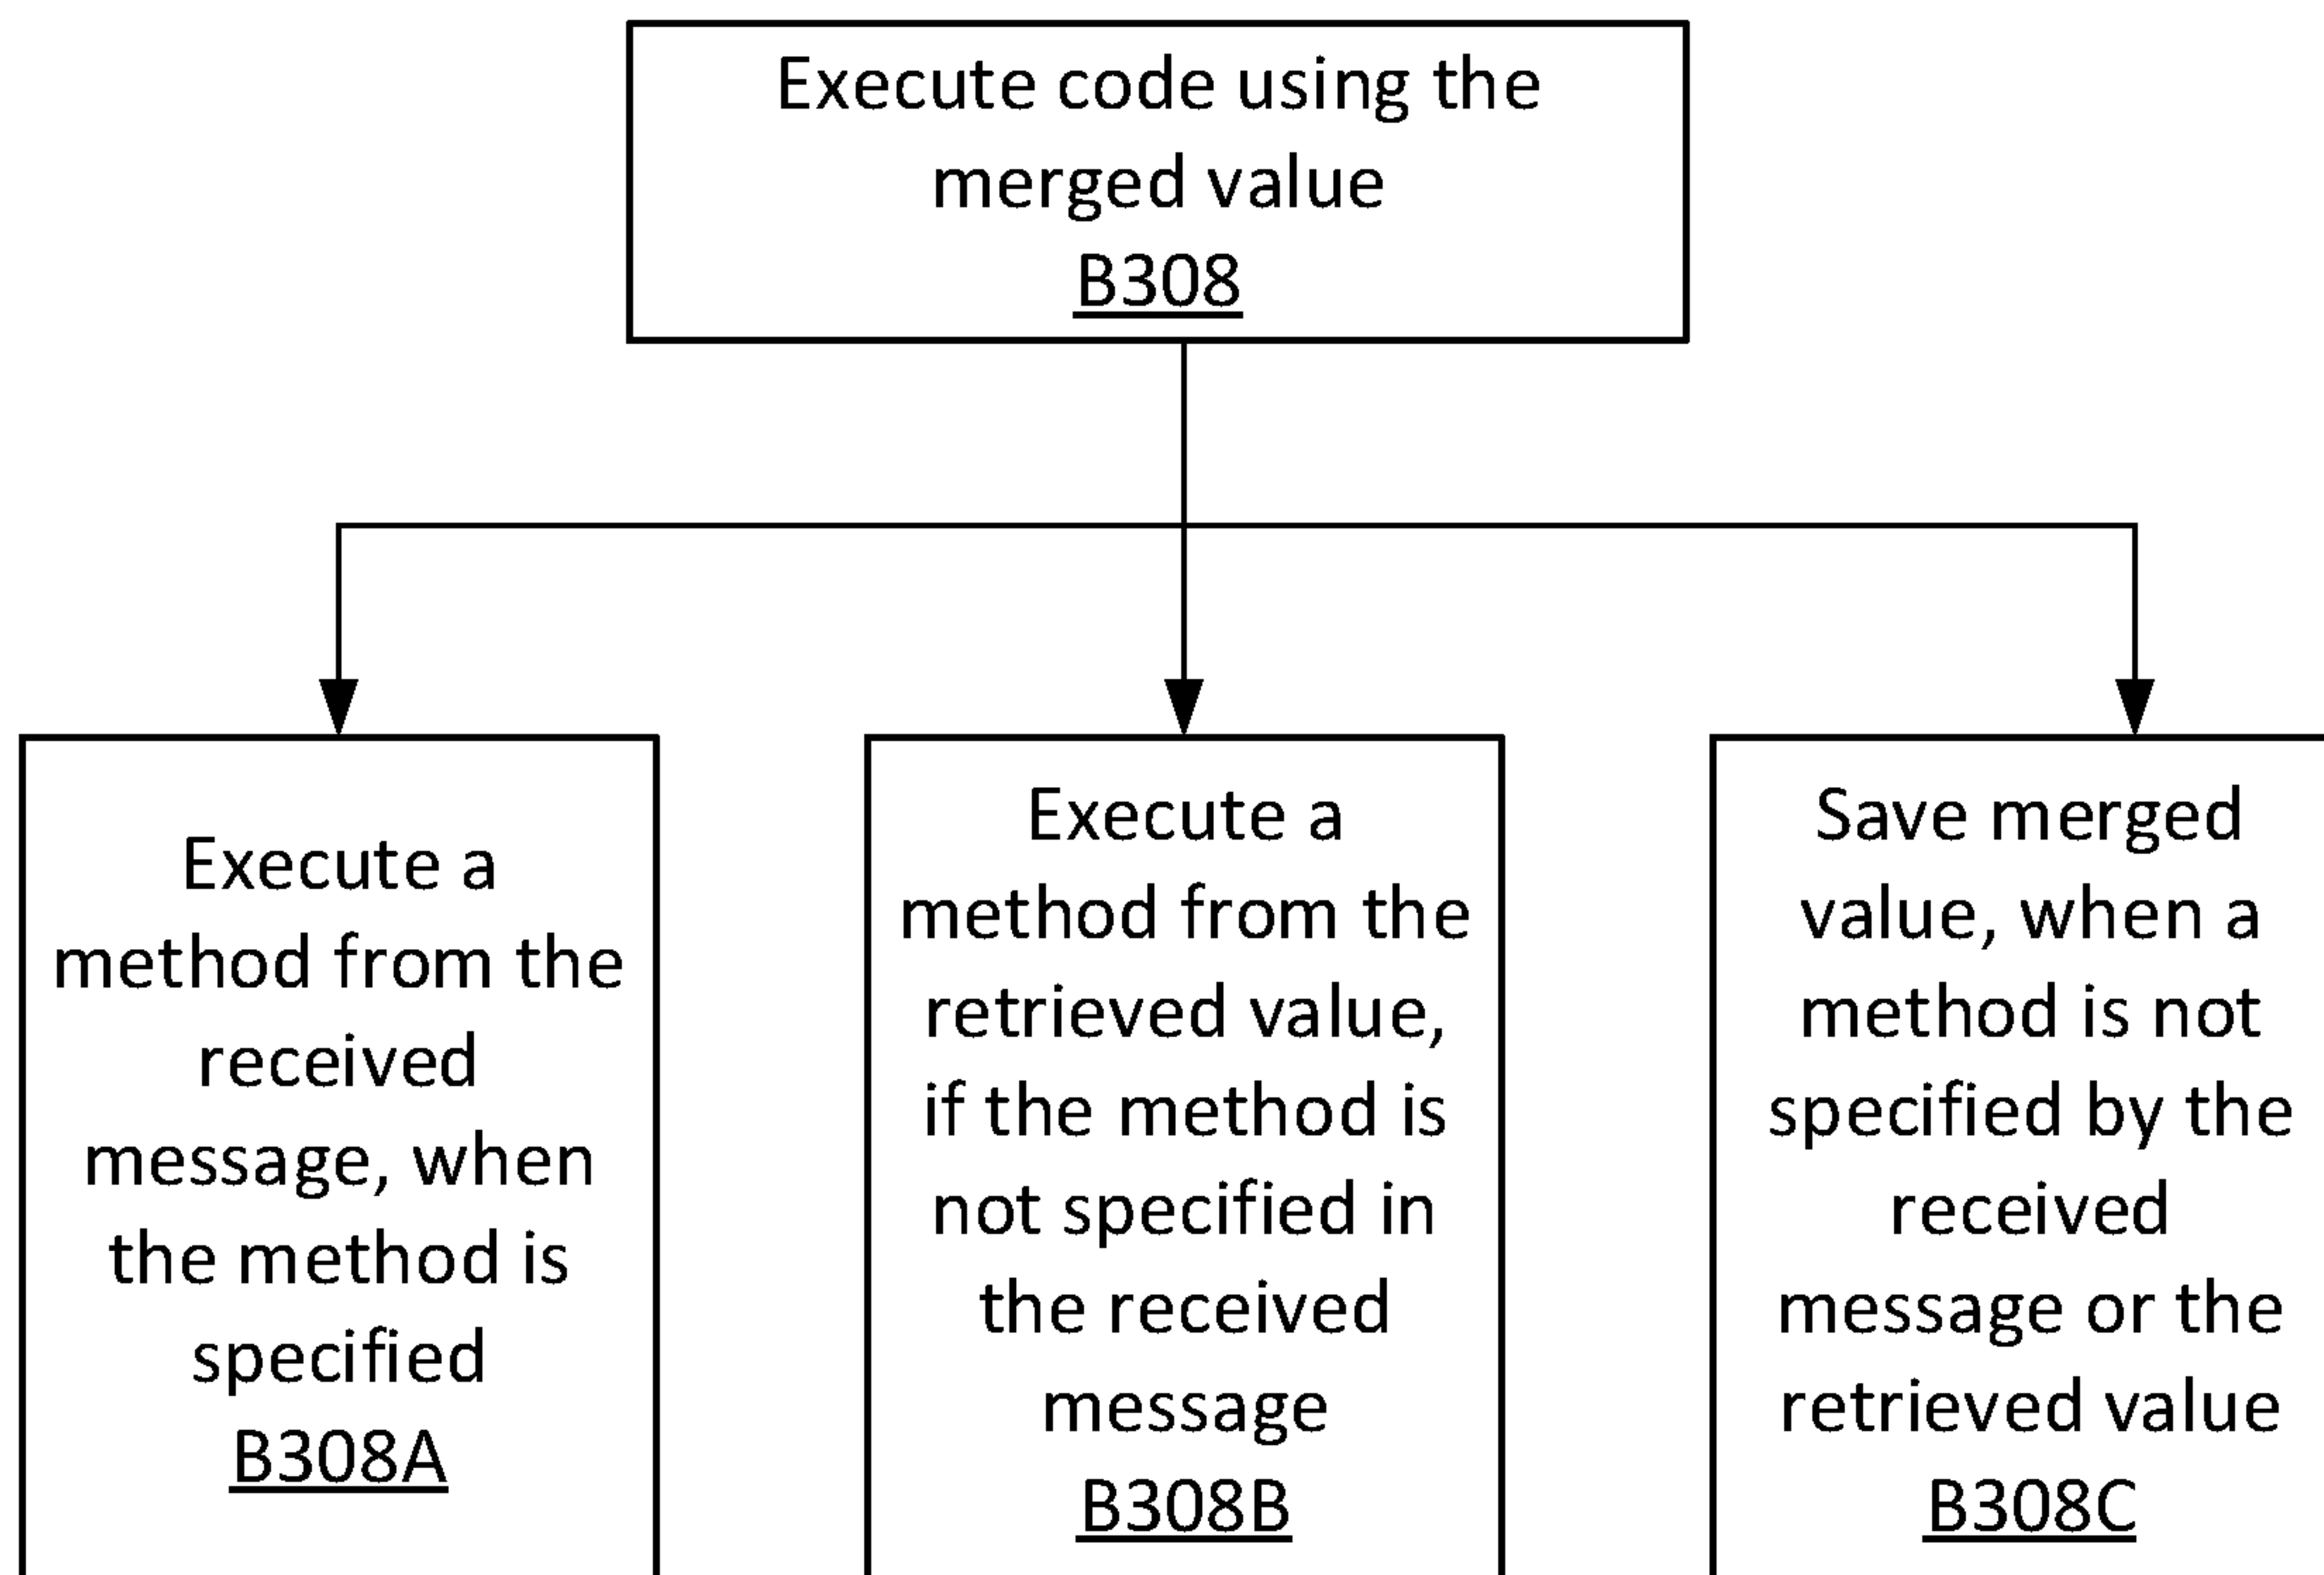 Execute code using the
merged value
B308
Execute a
method from the
received
message, when
the method is
specified
B308A
Execute a
method from the
retrieved value,
if the method is
not specified in
the received
message
B308B
Save merged
value, when a
method is not
specified by the
received
message or the
retrieved value
B308C